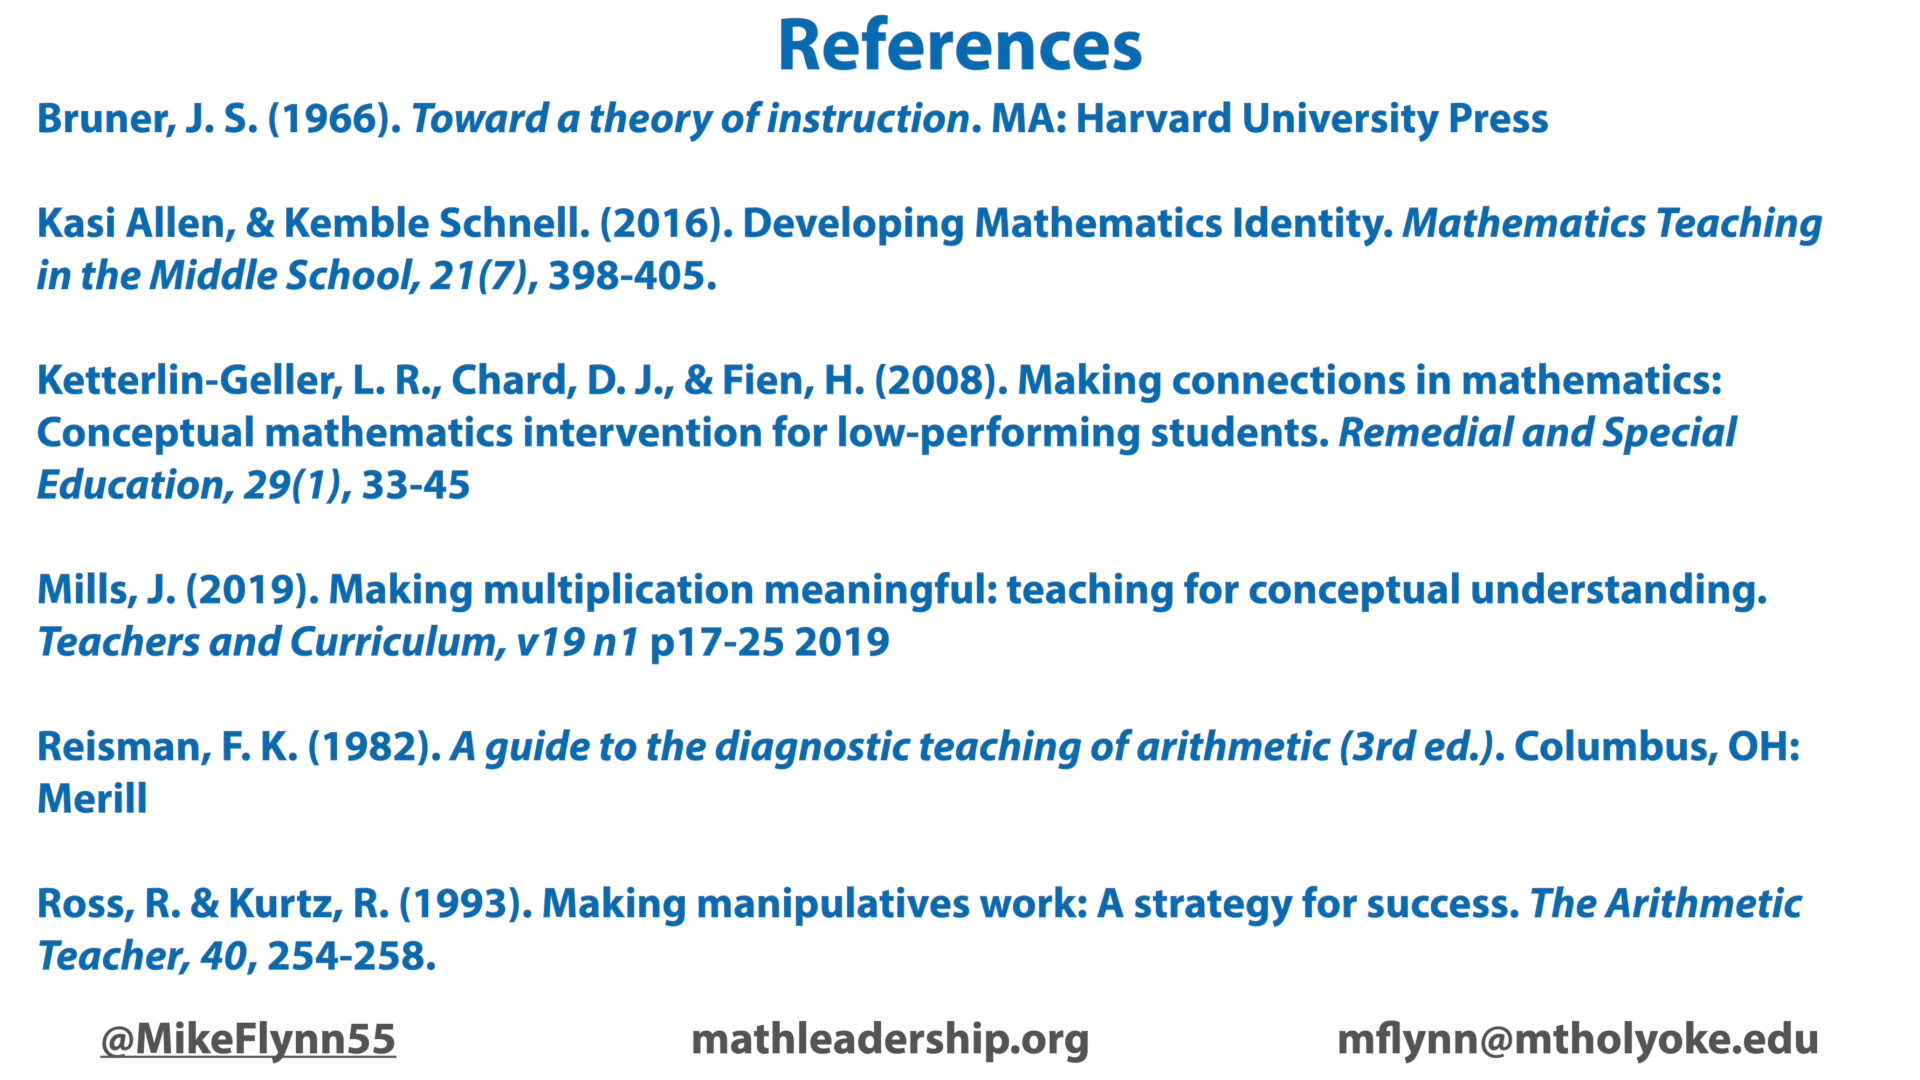 References
Bruner, J. S. (1966). Toward a theory of instruction. MA: Harvard University Press
Kasi Allen, & Kemble Schnell. (2016). Developing Mathematics Identity. Mathematics Teaching
in the Middle School, 21(7), 398-405.
Ketterlin-Geller, L. R., Chard, D. J., & Fien, H. (2008). Making connections in mathematics:
Conceptual mathematics intervention for low-performing students. Remedial and Special
Education, 29(1), 33-45
Mills, J. (2019). Making multiplication meaningful: teaching for conceptual understanding.
Teachers and Curriculum, v19 n1 p17-25 2019
Reisman, F. K. (1982). A guide to the diagnostic teaching of arithmetic (3rd ed.). Columbus, OH:
Merill
Ross, R. & Kurtz, R. (1993). Making manipulatives work: A strategy for success. The Arithmetic
Teacher, 40, 254-258.
@MikeFlynn55 mathleadership.org mflynn@mtholyoke.edu